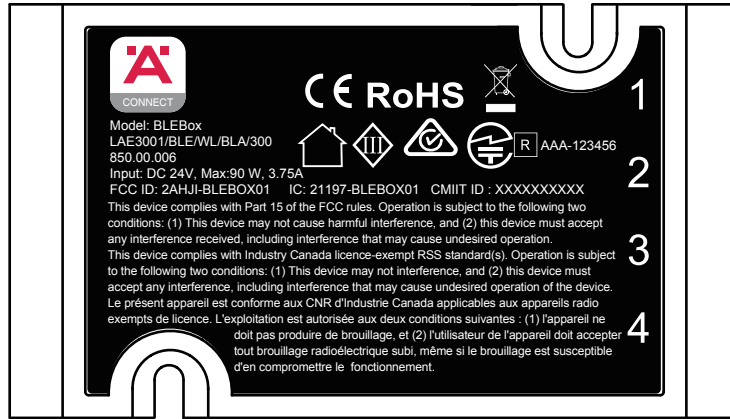 Ä
CONNECT
CE RoHS
1
Model: BLEBox
LAE3001/BLE/WL/BLA/300
850.00.006
III
R AAA-123456
Input: DC 24V, Max:90 W, 3.75A
2
FCC ID: 2AHJI-BLEBOX01 IC: 21197-BLEBOX01 CMIIT ID : XXXXXXXXXX
This device complies with Part 15 of the FCC rules. Operation is subject to the following two
conditions: (1) This device may not cause harmful interference, and (2) this device must accept
any interference received, including interference that may cause undesired operation.
3
This device complies with Industry Canada licence-exempt RSS standard(s). Operation is subject
to the following two conditions: (1) This device may not interference, and (2) this device must
accept any interference, including interference that may cause undesired operation of the device.
Le présent appareil est conforme aux CNR d'Industrie Canada applicables aux appareils radio
exempts de licence. L'exploitation est autorisée aux deux conditions suivantes : (1) l'appareil ne
4
doit pas produire de brouillage, et (2) l'utilisateur de l'appareil doit accepter
tout brouillage radioélectrique subi, même si le brouillage est susceptible
d'en compromettre le fonctionnement.